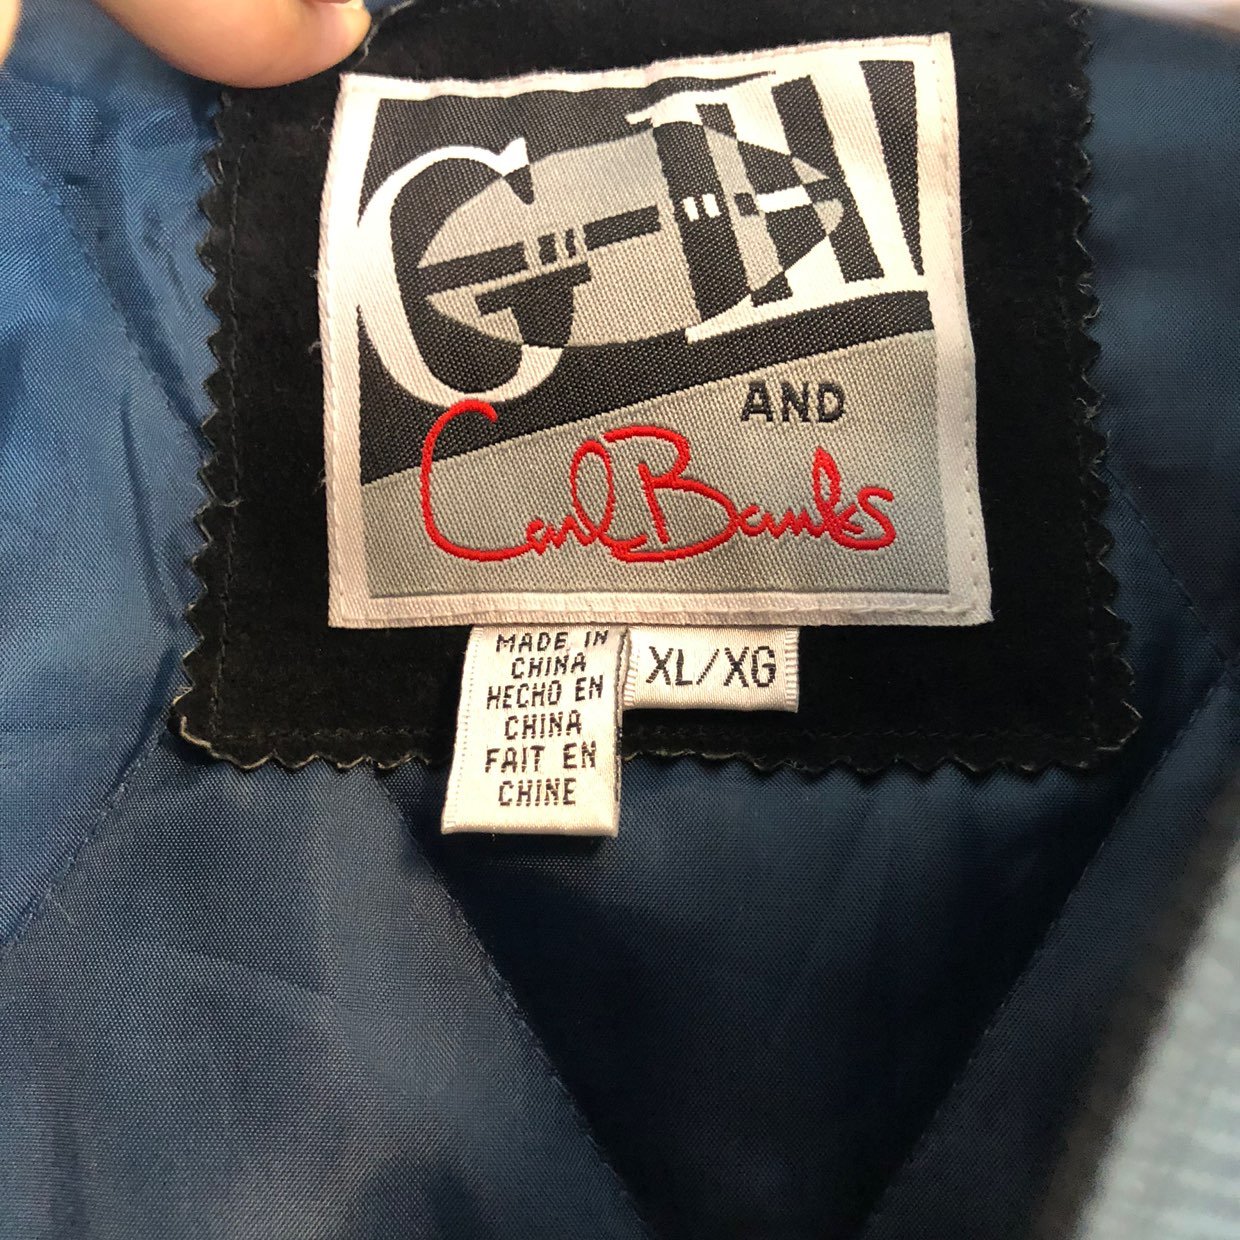 G-III
AND
Carl Banks
MADE IN
CHINA
HECHO EN
CHINA
FAIT EN
CHINE
XL/XG